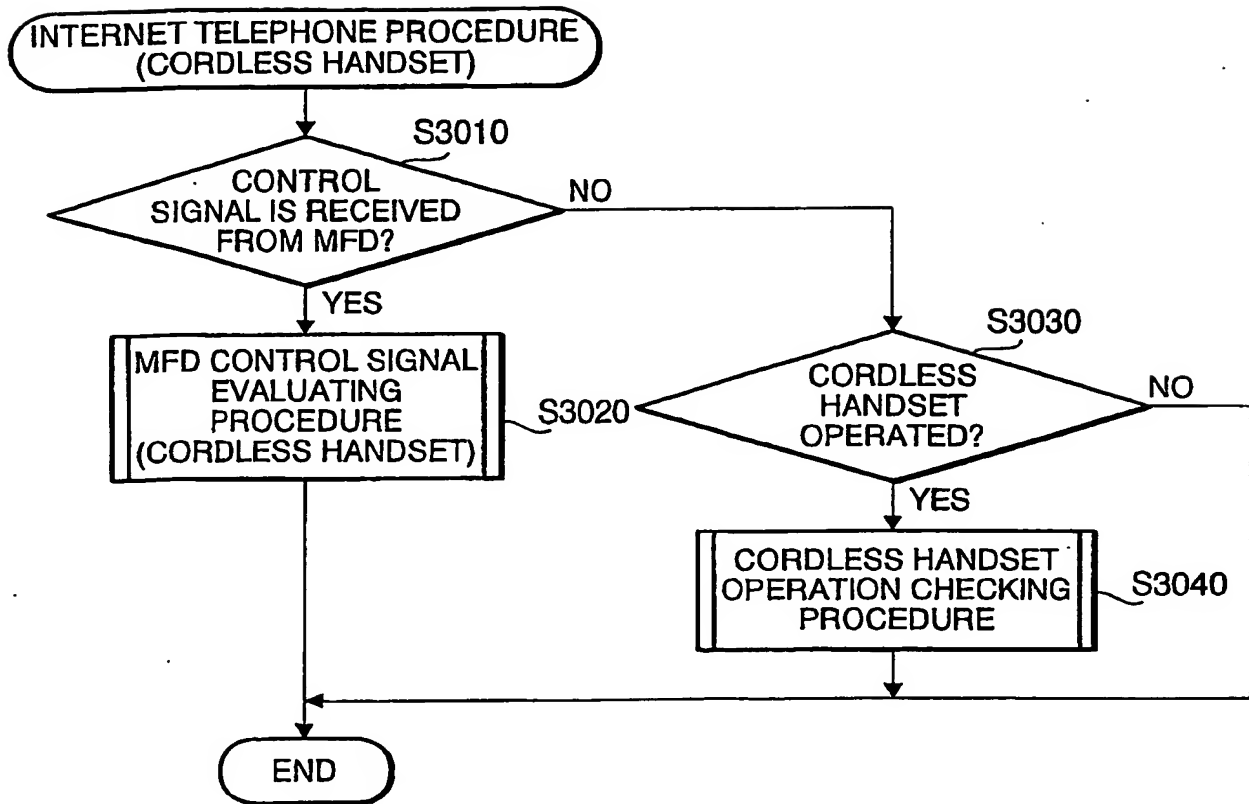 INTERNET TELEPHONE PROCEDURE
(CORDLESS HANDSET)
S3010
CONTROL
SIGNAL IS RECEIVED
FROM MFD?
NO
YES
MFD CONTROL SIGNAL
EVALUATING
PROCEDURE
(CORDLESS HANDSET)
S3020
S3030
CORDLESS
HANDSET
OPERATED?
NO
YES
CORDLESS HANDSET
OPERATION CHECKING
PROCEDURE
S3040
END